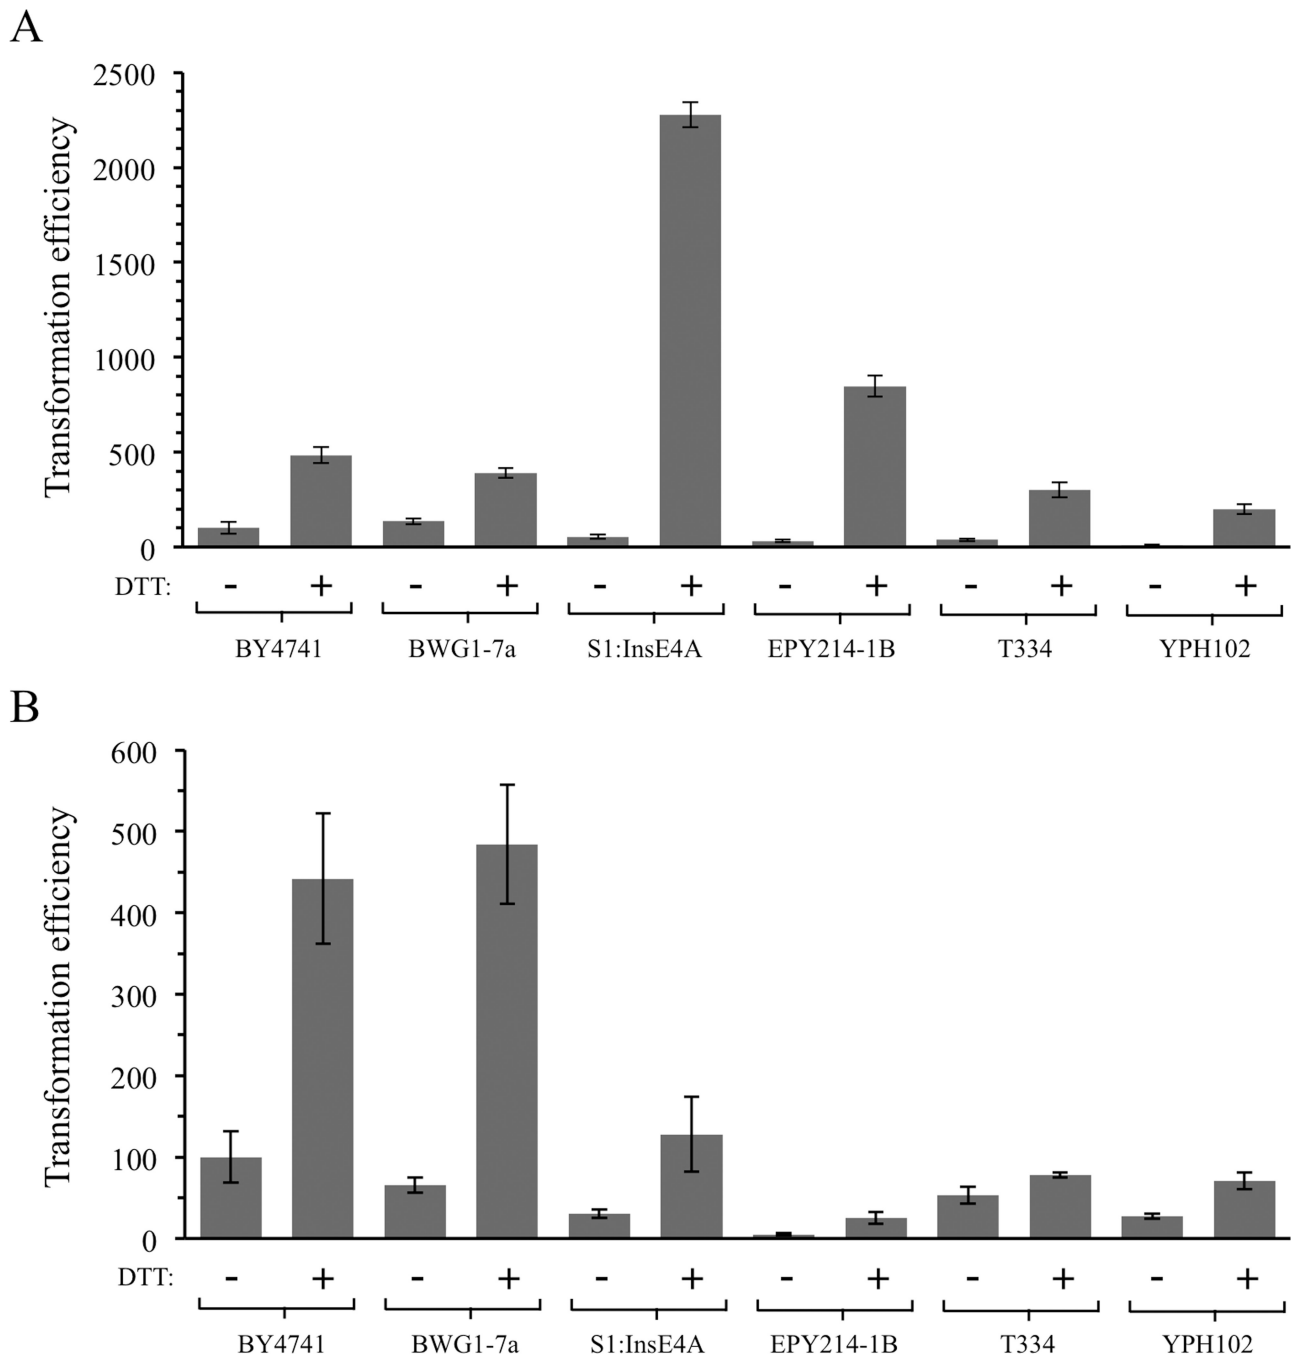 A
Transformation efficiency
2500
2000
1500
1000
500
0
DTT: - + - + - + - + - + - +
BY4741 BWG1-7a S1:InsE4A EPY214-1B T334 YPH102
B
Transformation efficiency
600
500
400
300
200
100
0
DTT: - + - + - + - + - + - +
BY4741 BWG1-7a S1:InsE4A EPY214-1B T334 YPH102